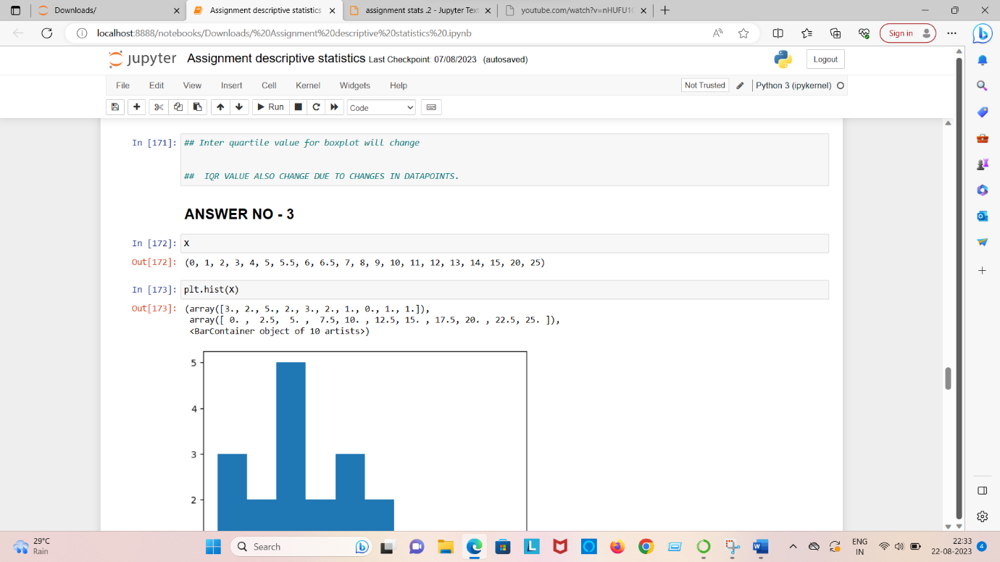 Downloads/
Assignment descriptive statistics
assignment stats .2 - Jupyter Tex
youtube.com/watch?v=nHUFU1C
localhost:8888/notebooks/Downloads/%20Assignment%20descriptive%20statistics%20.ipynb
Sign in
jupyter Assignment descriptive statistics Last Checkpoint: 07/08/2023 (autosaved)
Logout
File Edit View Insert Cell Kernel Widgets Help
Not Trusted
Python 3 (ipykernel)
Run
Code
In [171]: ## Inter quartile value for boxplot will change
## IQR VALUE ALSO CHANGE DUE TO CHANGES IN DATAPOINTS.
ANSWER NO - 3
In [172]: X
Out[172]: (0, 1, 2, 3, 4, 5, 5.5, 6, 6.5, 7, 8, 9, 10, 11, 12, 13, 14, 15, 20, 25)
In [173]: plt.hist(X)
Out[173]: (array([3., 2., 5., 2., 3., 2., 1., 0., 1., 1.]),
array([ 0. , 2.5, 5. , 7.5, 10. , 12.5, 15. , 17.5, 20. , 22.5, 25. ]),
<BarContainer object of 10 artists>)
5
4
3
2
29°C
Rain
Search
L
W
ENG
IN
22:33
22-08-2023
4